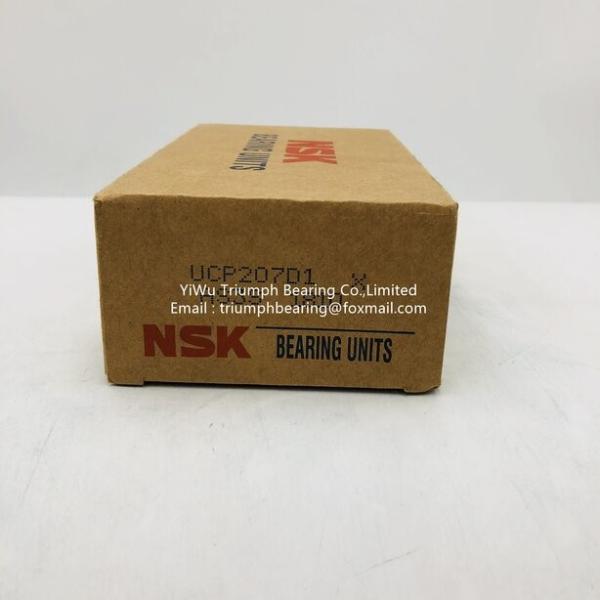 NSK
BEARING UNITS
UCP207D1 X
YiWu Triumph Bearing Co.,Limited
Email : triumphbearing@foxmail.com
NSK BEARING UNITS